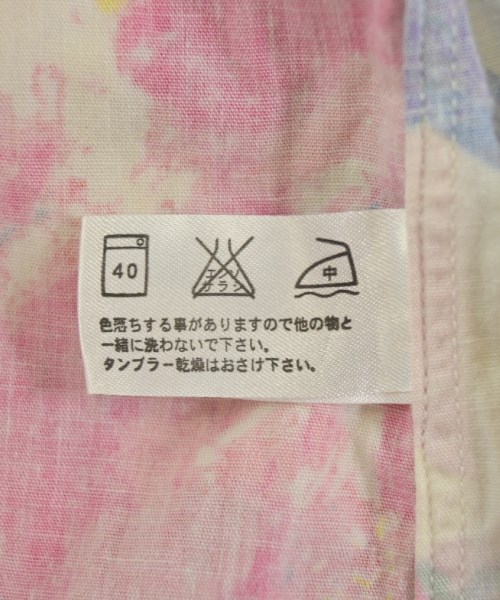 40
エンソ
サラシ
中
色落ちする事がありますので他の物と
一緒に洗わないで下さい。
タンブラー乾燥はおさけ下さい。